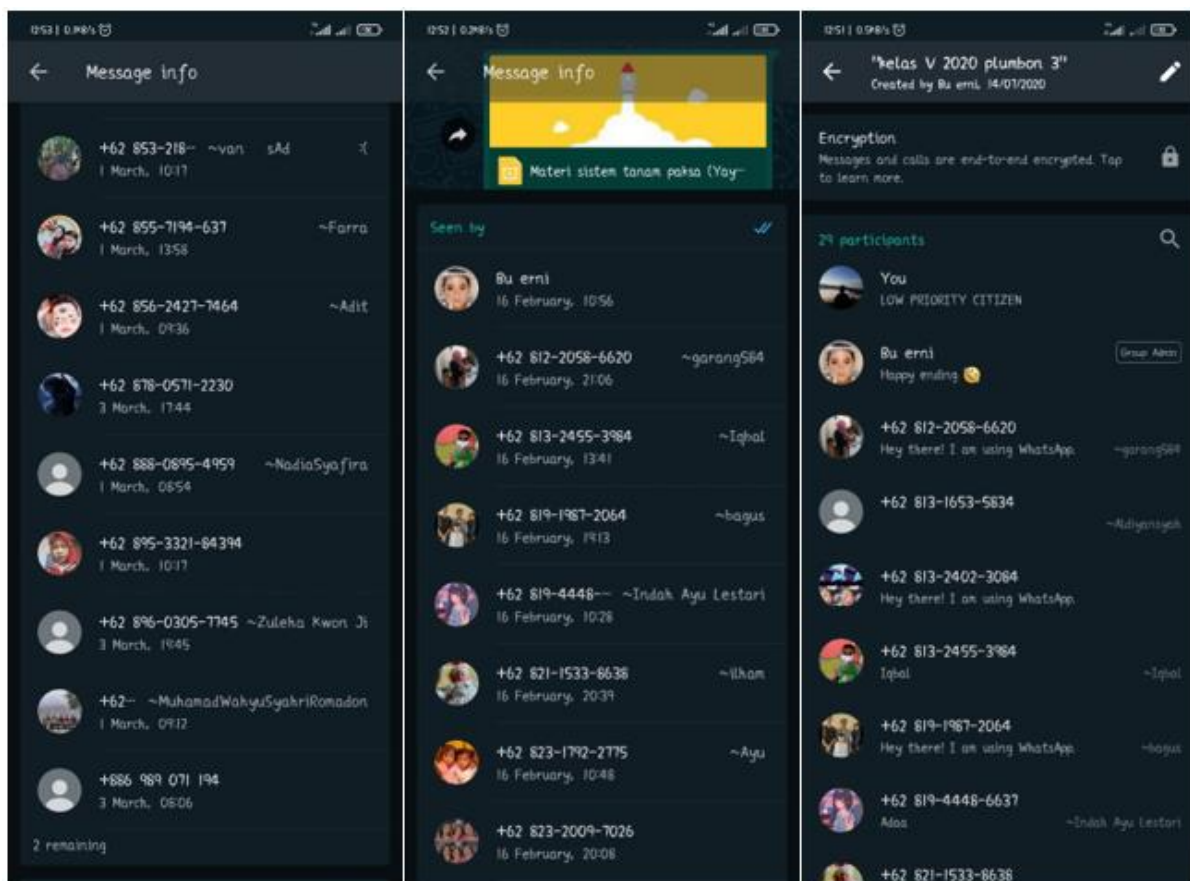 12:53 | 0.1KB/s
Message info
+62 853-218-- ~van sAd :(
1 March, 10:17
+62 855-7194-637 ~Farra
1 March, 13:58
+62 856-2427-7464 ~Adit
1 March, 09:36
+62 878-0571-2230
3 March, 17:44
+62 888-0895-4959 ~NadiaSyafira
1 March, 08:54
+62 895-3321-84394
1 March, 10:17
+62 896-0305-7745 ~Zuleha Kwon Ji
3 March, 19:45
+62-- ~MuhamadWahyuSyahriRomadon
1 March, 09:12
+886 989 071 194
3 March, 08:06
2 remaining
12:52 | 0.2KB/s
Message info
Materi sistem tanam paksa (Yay--
Seen by
Bu erni
16 February, 10:56
+62 812-2058-6620 ~garang584
16 February, 21:06
+62 813-2455-3984 ~Iqbal
16 February, 13:41
+62 819-1987-2064 ~bagus
16 February, 19:13
+62 819-4448-- ~Indah Ayu Lestari
16 February, 10:28
+62 821-1533-8638 ~ilham
16 February, 20:39
+62 823-1792-2775 ~Ayu
16 February, 10:48
+62 823-2009-7026
16 February, 20:08
12:51 | 0.5KB/s
"kelas V 2020 plumbon 3"
Created by Bu erni, 14/07/2020
Encryption
Messages and calls are end-to-end encrypted. Tap
to learn more.
29 participants
You
LOW PRIORITY CITIZEN
Bu erni Group Admin
Happy ending 🤣
+62 812-2058-6620
Hey there! I am using WhatsApp. ~garang584
+62 813-1653-5834
~Aldiyansyah
+62 813-2402-3084
Hey there! I am using WhatsApp.
+62 813-2455-3984
Iqbal ~Iqbal
+62 819-1987-2064
Hey there! I am using WhatsApp. ~bagus
+62 819-4448-6637
Adaa ~Indah Ayu Lestari
+62 821-1533-8638